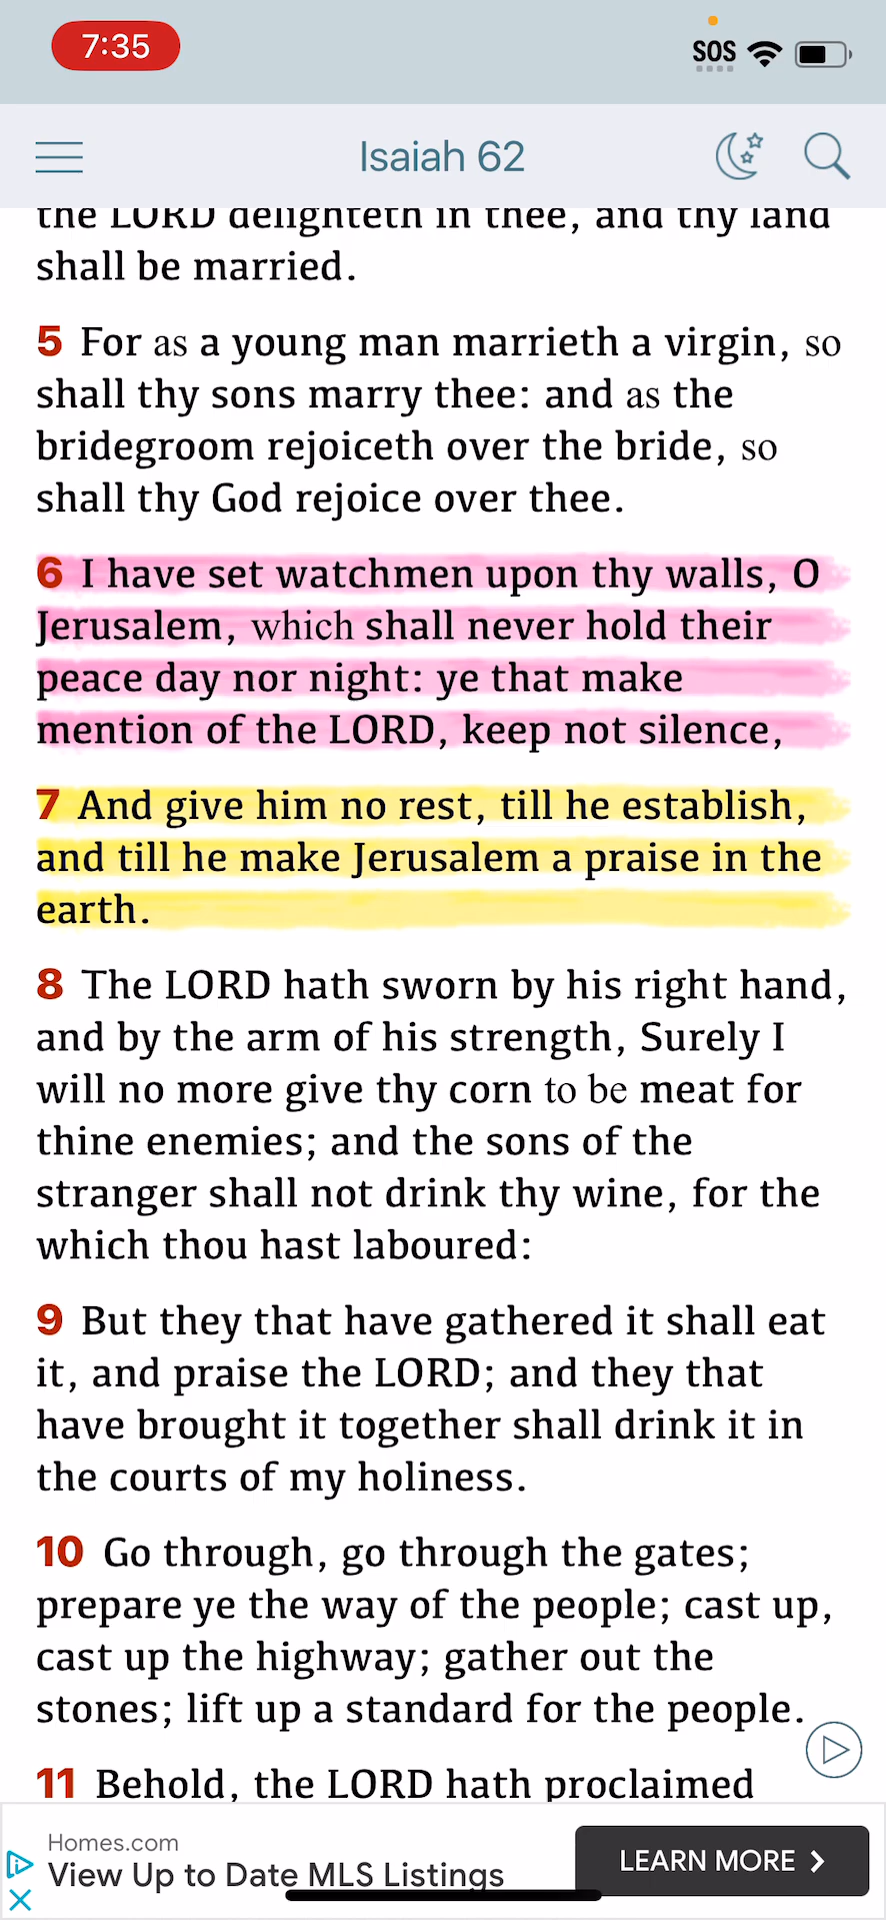 7:35
SOS
Isaiah 62
the LORD delighteth in thee, and thy land
shall be married.
5 For as a young man marrieth a virgin, so
shall thy sons marry thee: and as the
bridegroom rejoiceth over the bride, so
shall thy God rejoice over thee.
6 I have set watchmen upon thy walls, O
Jerusalem, which shall never hold their
peace day nor night: ye that make
mention of the LORD, keep not silence,
7 And give him no rest, till he establish,
and till he make Jerusalem a praise in the
earth.
8 The LORD hath sworn by his right hand,
and by the arm of his strength, Surely I
will no more give thy corn to be meat for
thine enemies; and the sons of the
stranger shall not drink thy wine, for the
which thou hast laboured:
9 But they that have gathered it shall eat
it, and praise the LORD; and they that
have brought it together shall drink it in
the courts of my holiness.
10 Go through, go through the gates;
prepare ye the way of the people; cast up,
cast up the highway; gather out the
stones; lift up a standard for the people.
11 Behold, the LORD hath proclaimed
Homes.com
View Up to Date MLS Listings
LEARN MORE